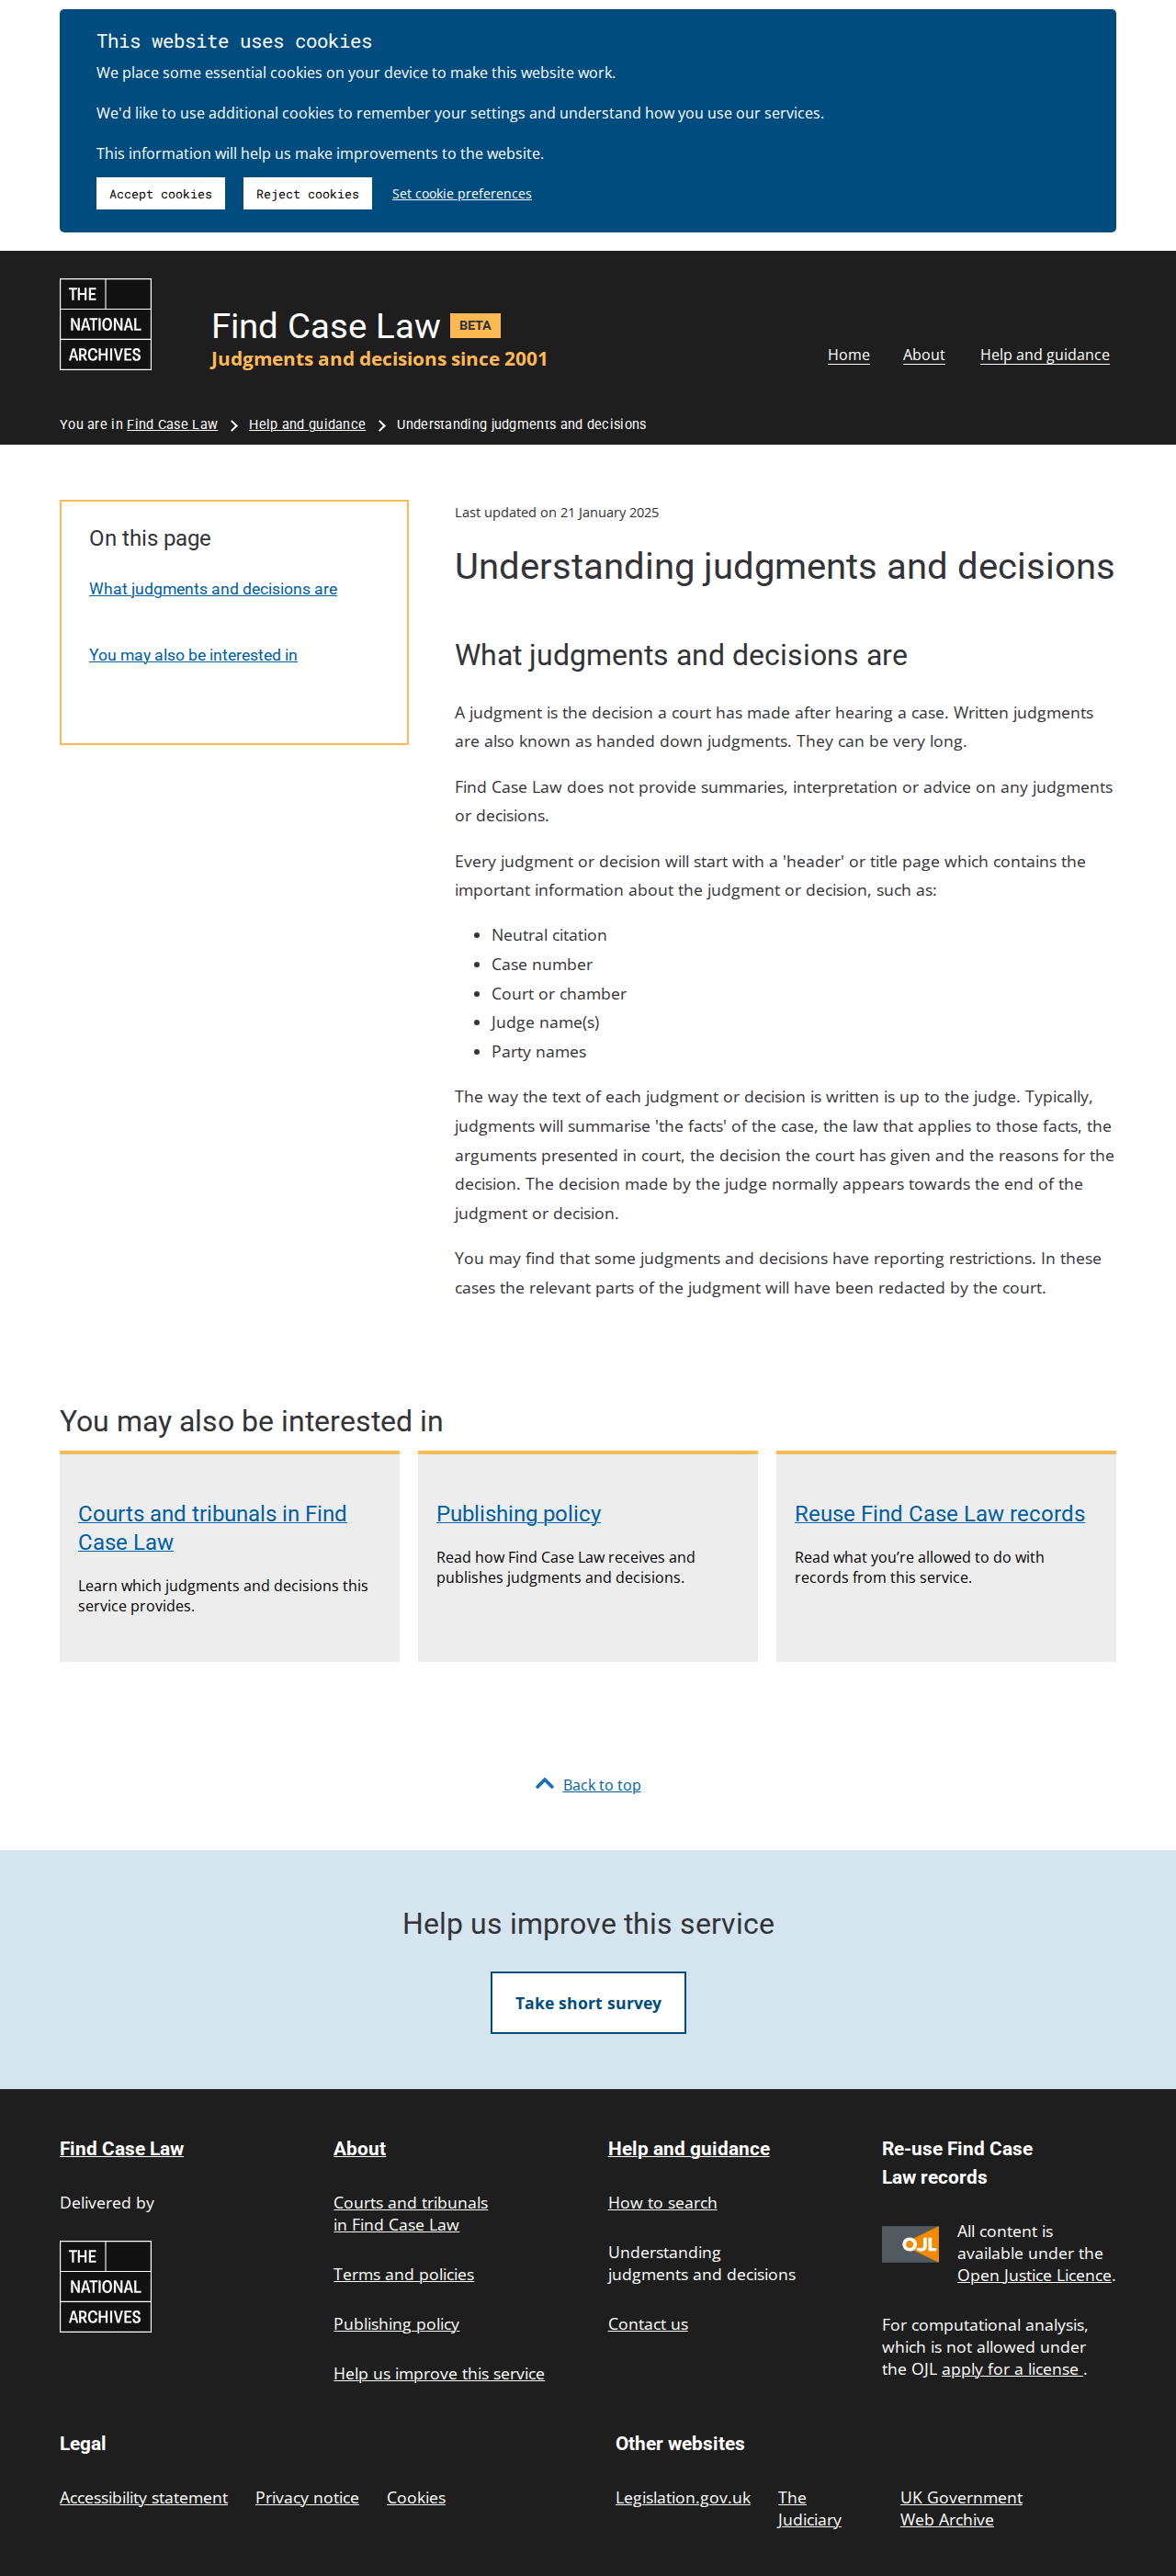 This website uses cookies
We place some essential cookies on your device to make this website work.
We'd like to use additional cookies to remember your settings and understand how you use our services.
This information will help us make improvements to the website.
Accept cookies Reject cookies Set cookie preferences
THE
NATIONAL
ARCHIVES
Find Case Law BETA
Judgments and decisions since 2001
Home About Help and guidance
You are in Find Case Law Help and guidance Understanding judgments and decisions
On this page
What judgments and decisions are
You may also be interested in
Last updated on 21 January 2025
Understanding judgments and decisions
What judgments and decisions are
A judgment is the decision a court has made after hearing a case. Written judgments
are also known as handed down judgments. They can be very long.
Find Case Law does not provide summaries, interpretation or advice on any judgments
or decisions.
Every judgment or decision will start with a 'header' or title page which contains the
important information about the judgment or decision, such as:
• Neutral citation
• Case number
• Court or chamber
• Judge name(s)
• Party names
The way the text of each judgment or decision is written is up to the judge. Typically,
judgments will summarise 'the facts' of the case, the law that applies to those facts, the
arguments presented in court, the decision the court has given and the reasons for the
decision. The decision made by the judge normally appears towards the end of the
judgment or decision.
You may find that some judgments and decisions have reporting restrictions. In these
cases the relevant parts of the judgment will have been redacted by the court.
You may also be interested in
Courts and tribunals in Find
Case Law
Learn which judgments and decisions this
service provides.
Publishing policy
Read how Find Case Law receives and
publishes judgments and decisions.
Reuse Find Case Law records
Read what you’re allowed to do with
records from this service.
Back to top
Help us improve this service
Take short survey
Find Case Law
Delivered by
THE
NATIONAL
ARCHIVES
About
Courts and tribunals
in Find Case Law
Terms and policies
Publishing policy
Help us improve this service
Help and guidance
How to search
Understanding
judgments and decisions
Contact us
Re-use Find Case
Law records
OJL
All content is
available under the
Open Justice Licence.
For computational analysis,
which is not allowed under
the OJL apply for a license .
Legal
Accessibility statement Privacy notice Cookies
Other websites
Legislation.gov.uk
The
Judiciary
UK Government
Web Archive